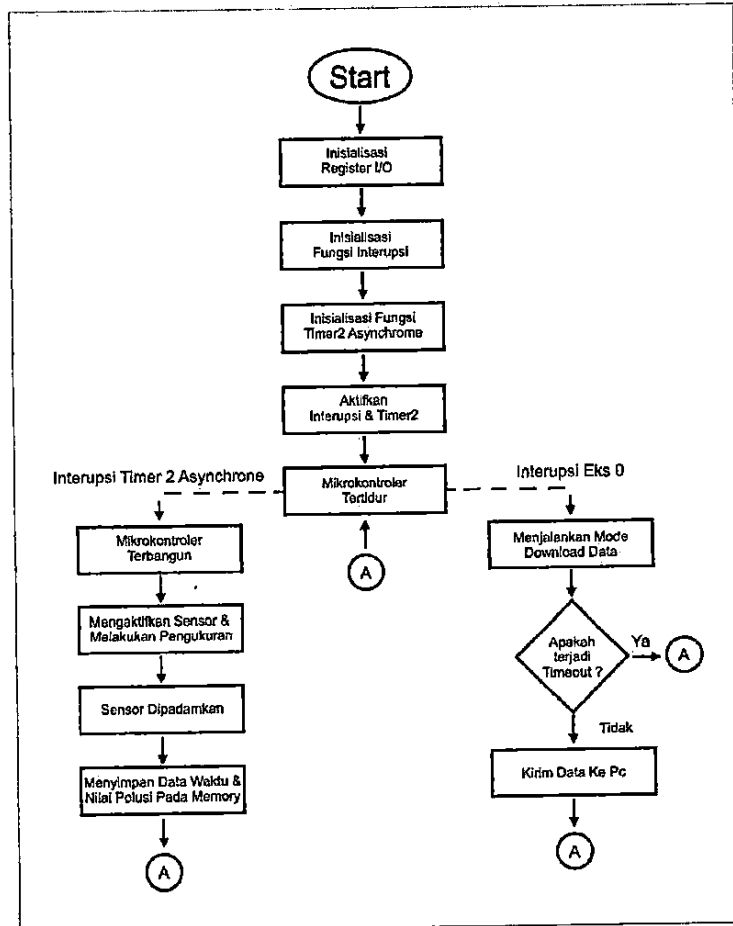 Start
Inisialisasi
Register I/O
Inisialisasi
Fungsi Interupsi
Inisialisasi Fungsi
Timer2 Asynchrome
Aktifkan
Interupsi & Timer2
Interupsi Timer 2 Asynchrone
Interupsi Eks 0
Mikrokontroler
Tertidur
Mikrokontroler
Terbangun
A
Menjalankan Mode
Download Data
Mengaktifkan Sensor &
Melakukan Pengukuran
Apakah
terjadi
Timeout ?
Ya
A
Sensor Dipadamkan
Tidak
Menyimpan Data Waktu &
Nilai Polusi Pada Memory
Kirim Data Ke Pc
A
A